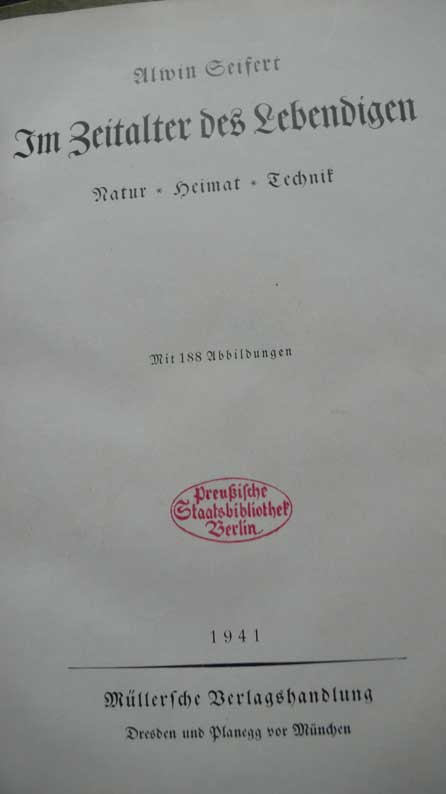 Alwin Seifert
Im Zeitalter des Lebendigen
Natur * Heimat * Technik
Mit 188 Abbildungen
Preußische
Staatsbibliothek
Berlin
1941
Müllersche Verlagshandlung
Dresden und Planegg vor München